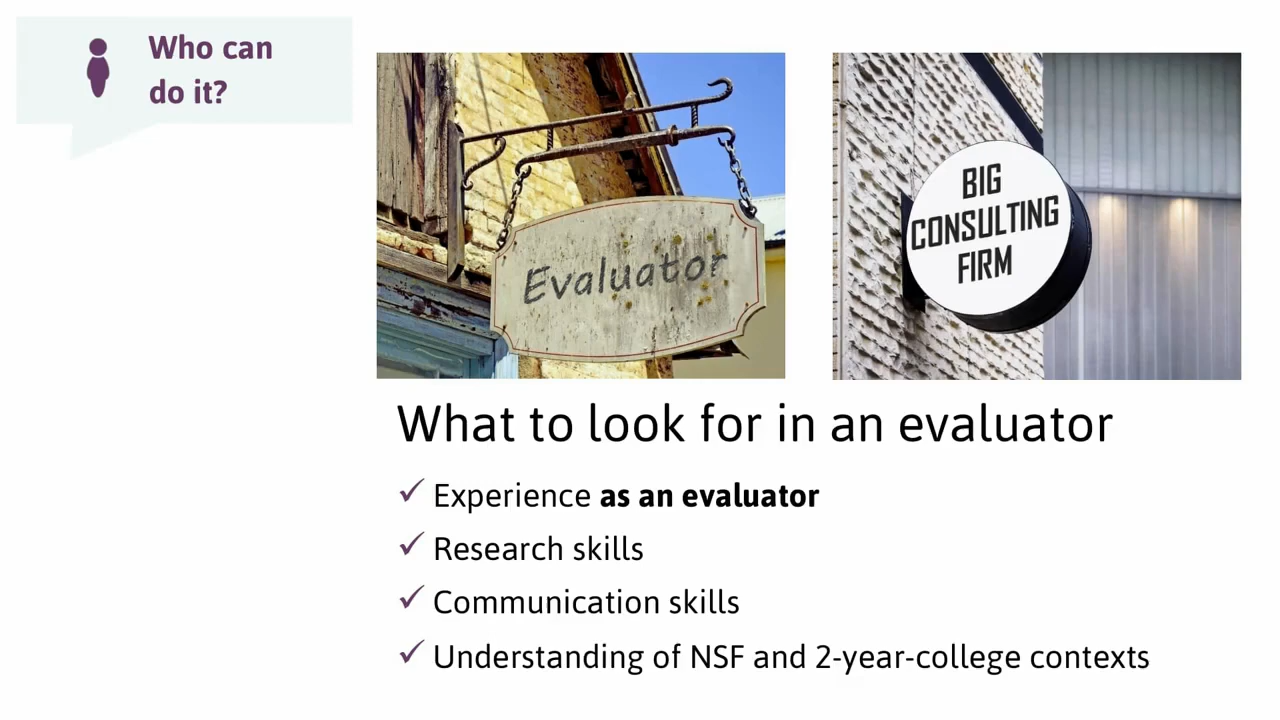 Who can
do it?
Evaluator
BIG
CONSULTING
FIRM
What to look for in an evaluator
✓ Experience as an evaluator
✓ Research skills
✓ Communication skills
✓ Understanding of NSF and 2-year-college contexts